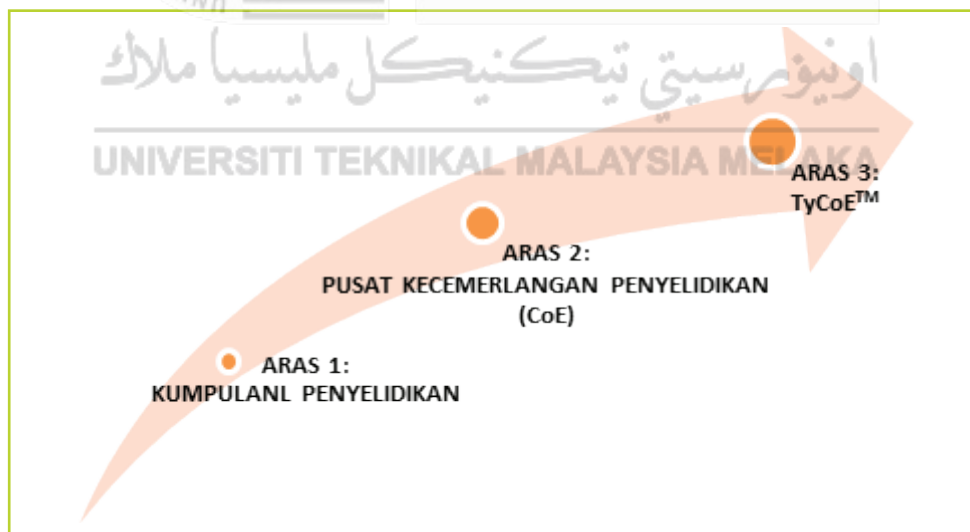 اونيۏرسيتي تيكنيكل مليسيا ملاك
UNIVERSITI TEKNIKAL MALAYSIA MELAKA
ARAS 3:
TyCoE™
ARAS 2:
PUSAT KECEMERLANGAN PENYELIDIKAN
(CoE)
ARAS 1:
KUMPULANL PENYELIDIKAN